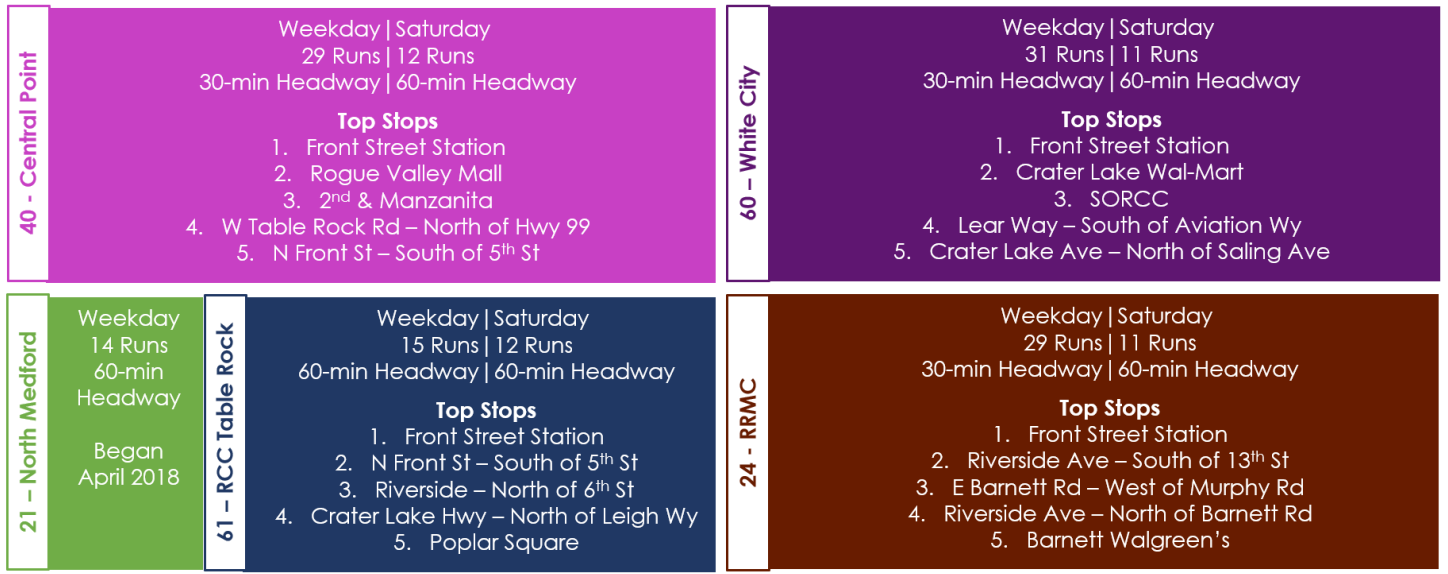 40 - Central Point
Weekday|Saturday
29 Runs|12 Runs
30-min Headway|60-min Headway
Top Stops
1. Front Street Station
2. Rogue Valley Mall
3. 2nd & Manzanita
4. W Table Rock Rd – North of Hwy 99
5. N Front St – South of 5th St
60 – White City
Weekday|Saturday
31 Runs|11 Runs
30-min Headway|60-min Headway
Top Stops
1. Front Street Station
2. Crater Lake Wal-Mart
3. SORCC
4. Lear Way – South of Aviation Wy
5. Crater Lake Ave – North of Saling Ave
21 – North Medford
Weekday
14 Runs
60-min
Headway
Began
April 2018
61 – RCC Table Rock
Weekday|Saturday
15 Runs|12 Runs
60-min Headway|60-min Headway
Top Stops
1. Front Street Station
2. N Front St – South of 5th St
3. Riverside – North of 6th St
4. Crater Lake Hwy – North of Leigh Wy
5. Poplar Square
24 - RRMC
Weekday|Saturday
29 Runs|11 Runs
30-min Headway|60-min Headway
Top Stops
1. Front Street Station
2. Riverside Ave – South of 13th St
3. E Barnett Rd – West of Murphy Rd
4. Riverside Ave – North of Barnett Rd
5. Barnett Walgreen's